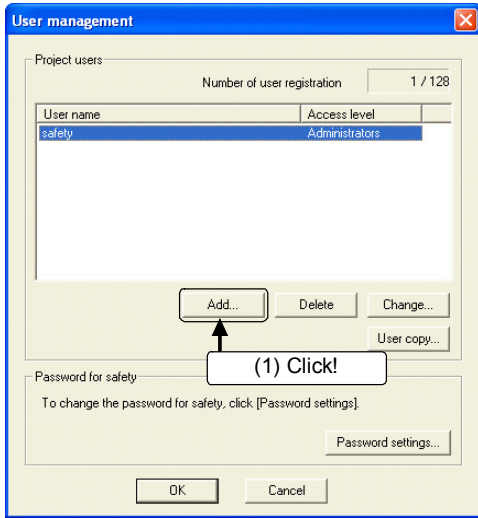 User management
Project users
Number of user registration 1 / 128
User name Access level
safety Administrators
Add... Delete Change...
User copy...
(1) Click!
Password for safety
To change the password for safety, click [Password settings].
Password settings...
OK Cancel